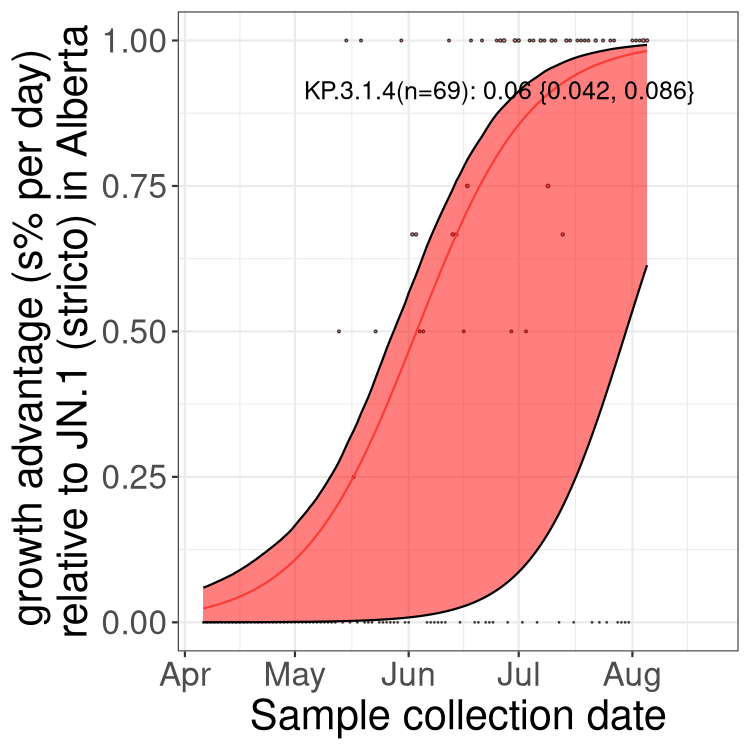 growth advantage (s% per day)
relative to JN.1 (stricto) in Alberta
1.00
0.75
0.50
0.25
0.00
KP.3.1.4(n=69): 0.06 {0.042, 0.086}
Apr May Jun Jul Aug
Sample collection date